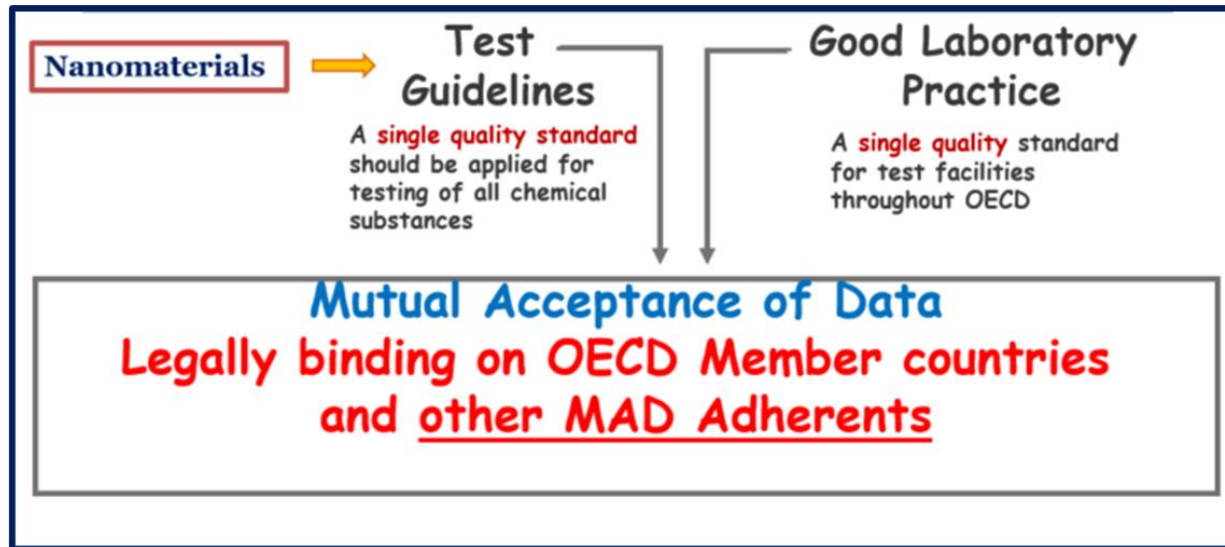 Nanomaterials
Test
Guidelines
A single quality standard
should be applied for
testing of all chemical
substances
Good Laboratory
Practice
A single quality standard
for test facilities
throughout OECD
Mutual Acceptance of Data
Legally binding on OECD Member countries
and other MAD Adherents